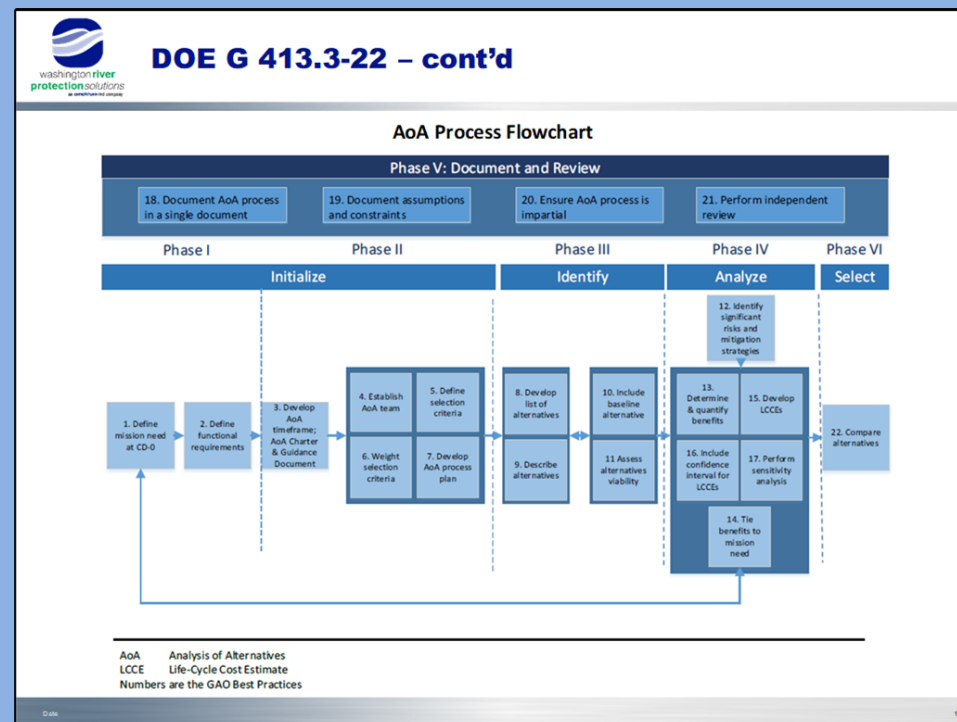 washington river
protection solutions
DOE G 413.3-22 – cont’d
AoA Process Flowchart
Phase V: Document and Review
18. Document AoA process
in a single document
19. Document assumptions
and constraints
20. Ensure AoA process is
impartial
21. Perform independent
review
Phase I
Phase II
Phase III
Phase IV
Phase VI
Initialize
Identify
Analyze
Select
1. Define
mission need
at CD-0
2. Define
functional
requirements
3. Develop
AoA
timeframe;
AoA Charter
& Guidance
Document
4. Establish
AoA team
5. Define
selection
criteria
6. Weight
selection
criteria
7. Develop
AoA process
plan
8. Develop
list of
alternatives
9. Describe
alternatives
10. Include
baseline
alternative
11 Assess
alternatives
viability
12. Identify
significant
risks and
mitigation
strategies
13.
Determine
& quantify
benefits
15. Develop
LCCEs
16. Include
confidence
interval for
LCCEs
17. Perform
sensitivity
analysis
14. Tie
benefits to
mission
need
22. Compare
alternatives
AoA Analysis of Alternatives
LCCE Life-Cycle Cost Estimate
Numbers are the GAO Best Practices
Date